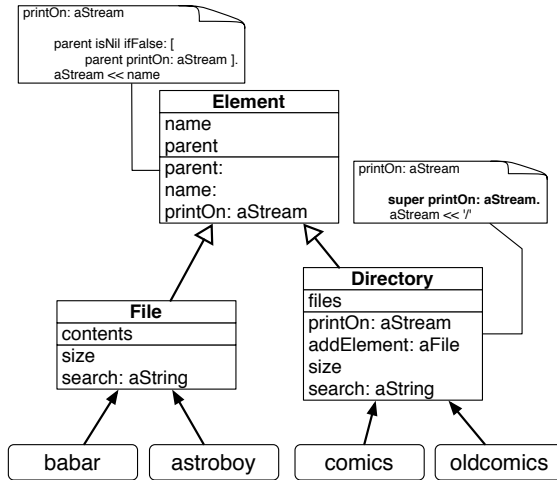 printOn: aStream
parent isNil ifFalse: [
parent printOn: aStream ].
aStream << name
Element
name
parent
parent:
name:
printOn: aStream
printOn: aStream
super printOn: aStream.
aStream << '/'
File
contents
size
search: aString
Directory
files
printOn: aStream
addElement: aFile
size
search: aString
babar
astroboy
comics
oldcomics